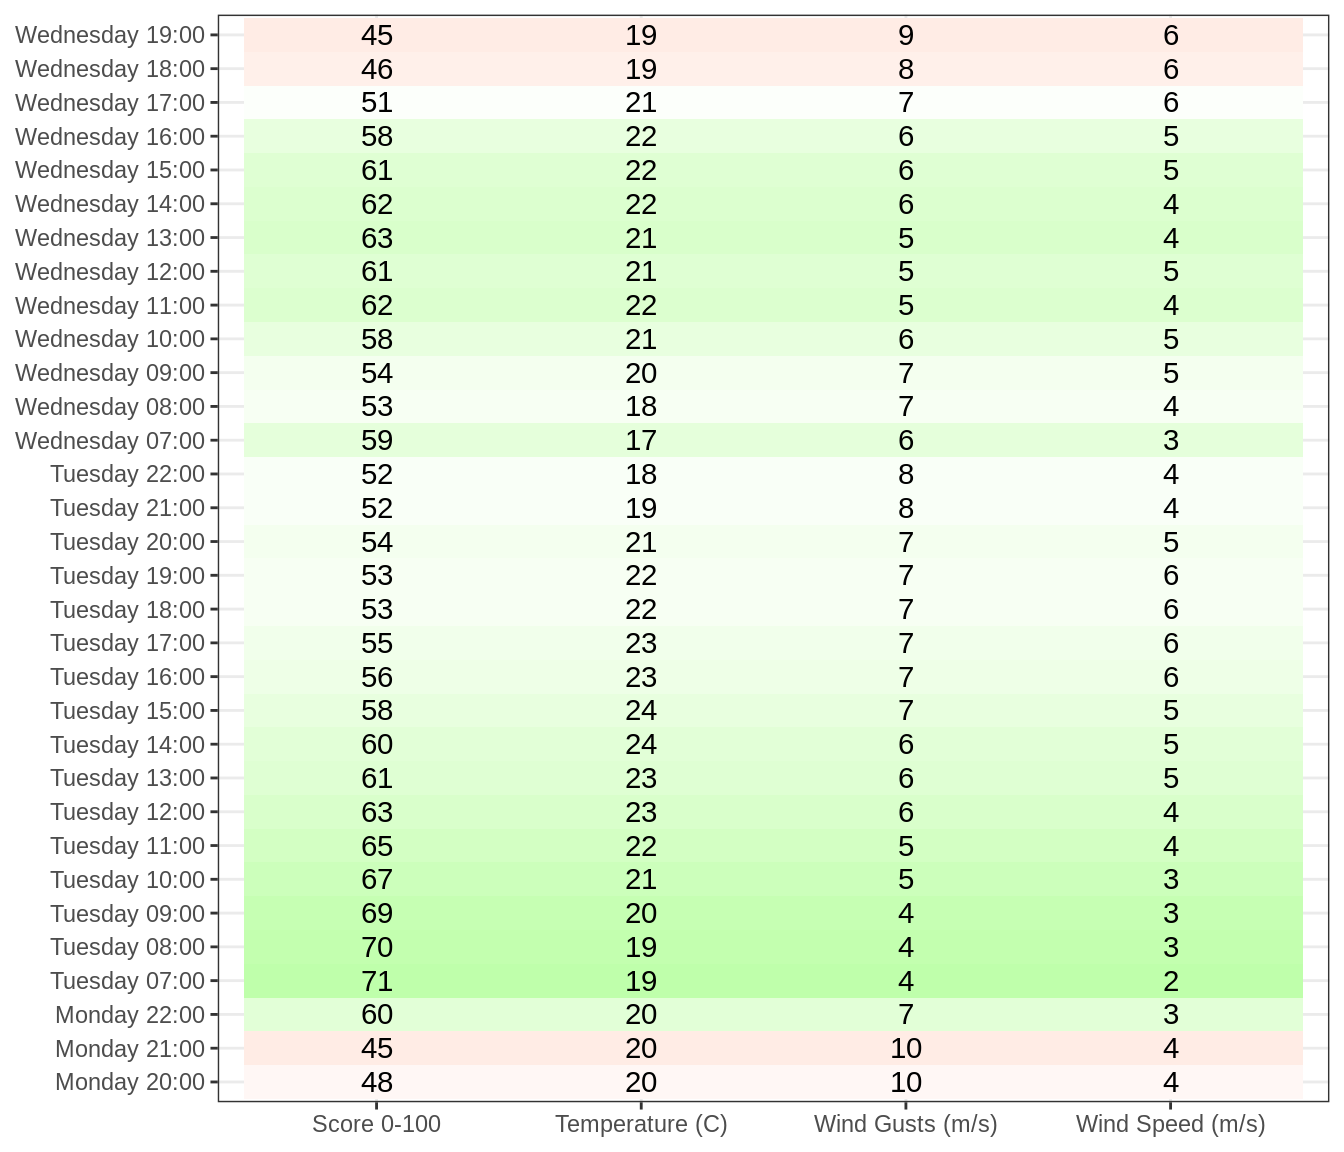 Wednesday 19:00 45 19 9 6
Wednesday 18:00 46 19 8 6
Wednesday 17:00 51 21 7 6
Wednesday 16:00 58 22 6 5
Wednesday 15:00 61 22 6 5
Wednesday 14:00 62 22 6 4
Wednesday 13:00 63 21 5 4
Wednesday 12:00 61 21 5 5
Wednesday 11:00 62 22 5 4
Wednesday 10:00 58 21 6 5
Wednesday 09:00 54 20 7 5
Wednesday 08:00 53 18 7 4
Wednesday 07:00 59 17 6 3
Tuesday 22:00 52 18 8 4
Tuesday 21:00 52 19 8 4
Tuesday 20:00 54 21 7 5
Tuesday 19:00 53 22 7 6
Tuesday 18:00 53 22 7 6
Tuesday 17:00 55 23 7 6
Tuesday 16:00 56 23 7 6
Tuesday 15:00 58 24 7 5
Tuesday 14:00 60 24 6 5
Tuesday 13:00 61 23 6 5
Tuesday 12:00 63 23 6 4
Tuesday 11:00 65 22 5 4
Tuesday 10:00 67 21 5 3
Tuesday 09:00 69 20 4 3
Tuesday 08:00 70 19 4 3
Tuesday 07:00 71 19 4 2
Monday 22:00 60 20 7 3
Monday 21:00 45 20 10 4
Monday 20:00 48 20 10 4
Score 0-100 Temperature (C) Wind Gusts (m/s) Wind Speed (m/s)